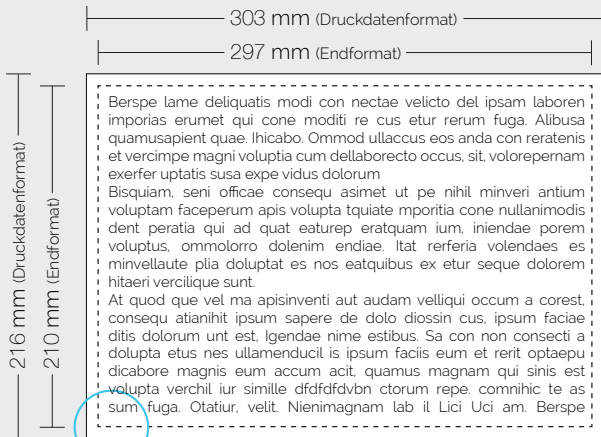 303 mm (Druckdatenformat)
297 mm (Endformat)
216 mm (Druckdatenformat)
210 mm (Endformat)
Berspe lame deliquatis modi con nectae velicto del ipsam laboren
imporias erumet qui cone moditi re cus etur rerum fuga. Alibusa
quamusapient quae. Ihicabo. Ommod ullaccus eos anda con reratenis
et vercimpe magni voluptia cum dellaborecto occus, sit, volorepernam
exerfer uptatis susa expe vidus dolorum
Bisquiam, seni officae consequ asimet ut pe nihil minveri antium
voluptam faceperum apis volupta tquiate mporitia cone nullanimodis
dent peratia qui ad quat eaturep eratquam ium, iniendae porem
voluptus, ommolorro dolenim endiae. Itat rerferia volendaes es
minvellaute plia doluptat es nos eatquibus ex etur seque dolorem
hitaeri vercilique sunt.
At quod que vel ma apisinventi aut audam velliqui occum a corest,
consequ atianihit ipsum sapere de dolo diossin cus, ipsum faciae
ditis dolorum unt est, Igendae nime estibus. Sa con non consecti a
dolupta etus nes ullamenducil is ipsum faciis eum et rerit optaepu
dicabore magnis eum accum acit, quamus magnam qui sinis est
volupta verchil iur simille dfdfdfdvbn ctorum repe. comnihic te as
sum fuga. Otatiur, velit. Nienimagnam lab il Lici Uci am. Berspe